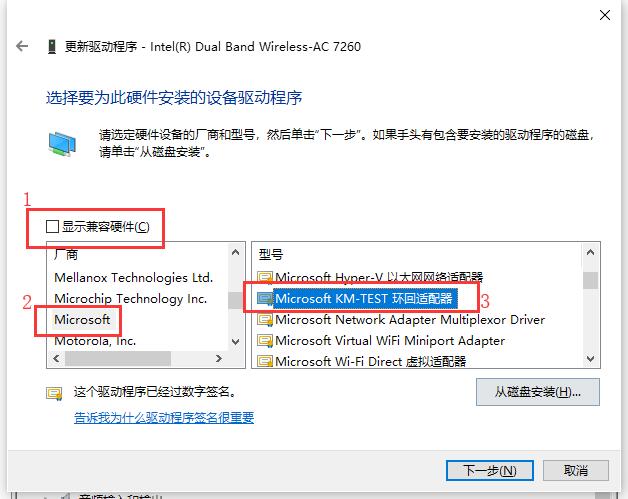 更新驱动程序 - Intel(R) Dual Band Wireless-AC 7260
选择要为此硬件安装的设备驱动程序
请选定硬件设备的厂商和型号，然后单击"下一步"。如果手头有包含要安装的驱动程序的磁盘，
请单击"从磁盘安装"。
1
显示兼容硬件(C)
厂商
Mellanox Technologies Ltd.
Microchip Technology Inc.
2
Microsoft
Motorola, Inc.
型号
Microsoft Hyper-V 以太网网络适配器
Microsoft KM-TEST 环回适配器
3
Microsoft Network Adapter Multiplexor Driver
Microsoft Virtual WiFi Miniport Adapter
Microsoft Wi-Fi Direct 虚拟适配器
这个驱动程序已经过数字签名。
告诉我为什么驱动程序签名很重要
从磁盘安装(H)...
下一步(N)
取消
音频输入和输出